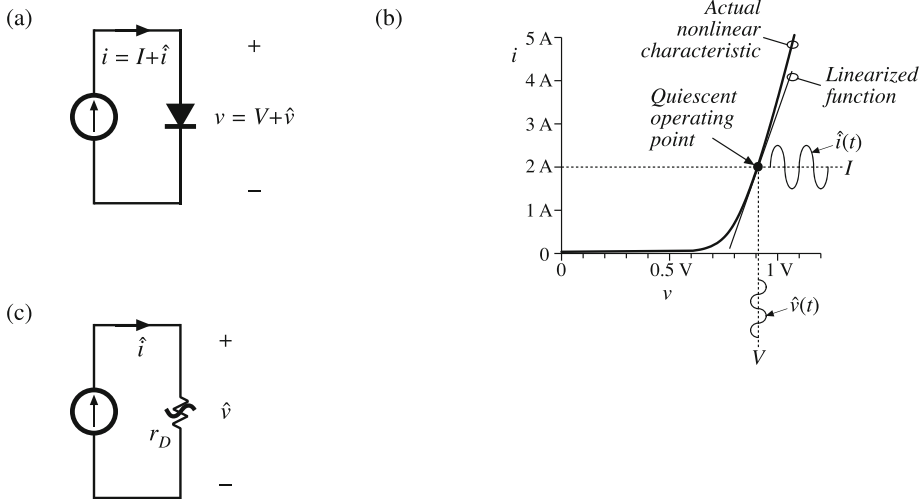 (a)
i = I+î
+
v = V+v̂
−
(b)
Actual
nonlinear
characteristic
Linearized
function
Quiescent
operating
point
î(t)
I
i
5 A
4 A
3 A
2 A
1 A
0
0
0.5 V
1 V
v
v̂(t)
V
(c)
î
+
v̂
r_D
−